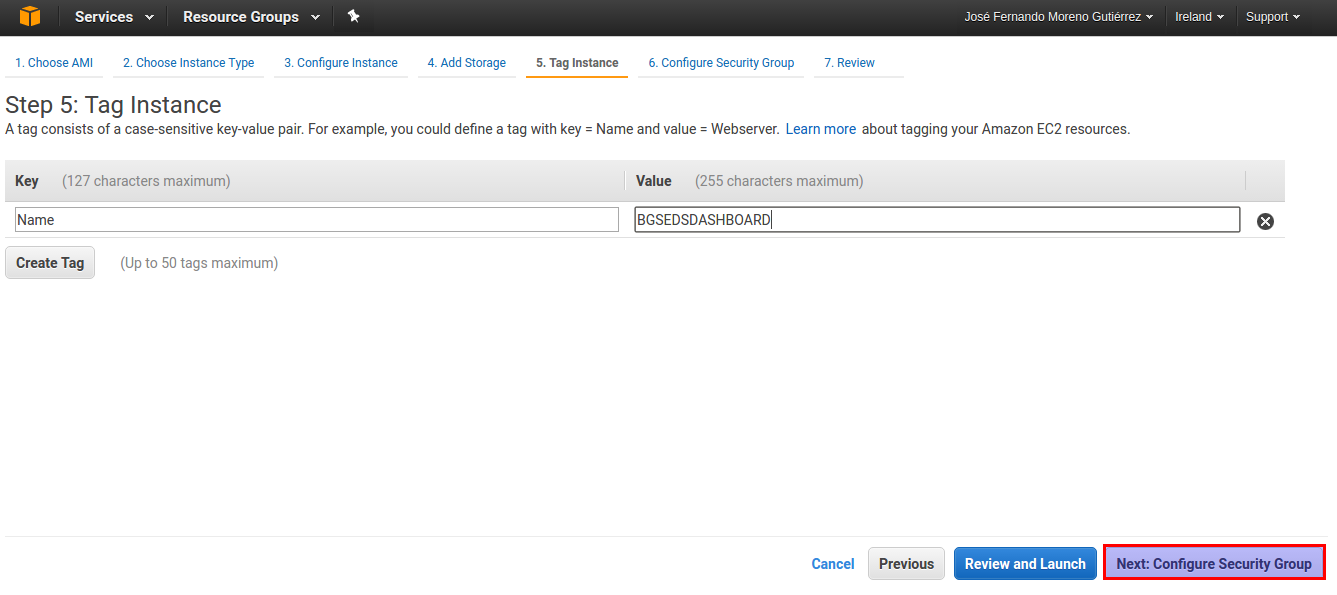 Services Resource Groups José Fernando Moreno Gutiérrez Ireland Support
1. Choose AMI 2. Choose Instance Type 3. Configure Instance 4. Add Storage 5. Tag Instance 6. Configure Security Group 7. Review
Step 5: Tag Instance
A tag consists of a case-sensitive key-value pair. For example, you could define a tag with key = Name and value = Webserver. Learn more about tagging your Amazon EC2 resources.
Key (127 characters maximum) Value (255 characters maximum)
Name BGSEDSDASHBOARD
Create Tag (Up to 50 tags maximum)
Cancel Previous Review and Launch Next: Configure Security Group